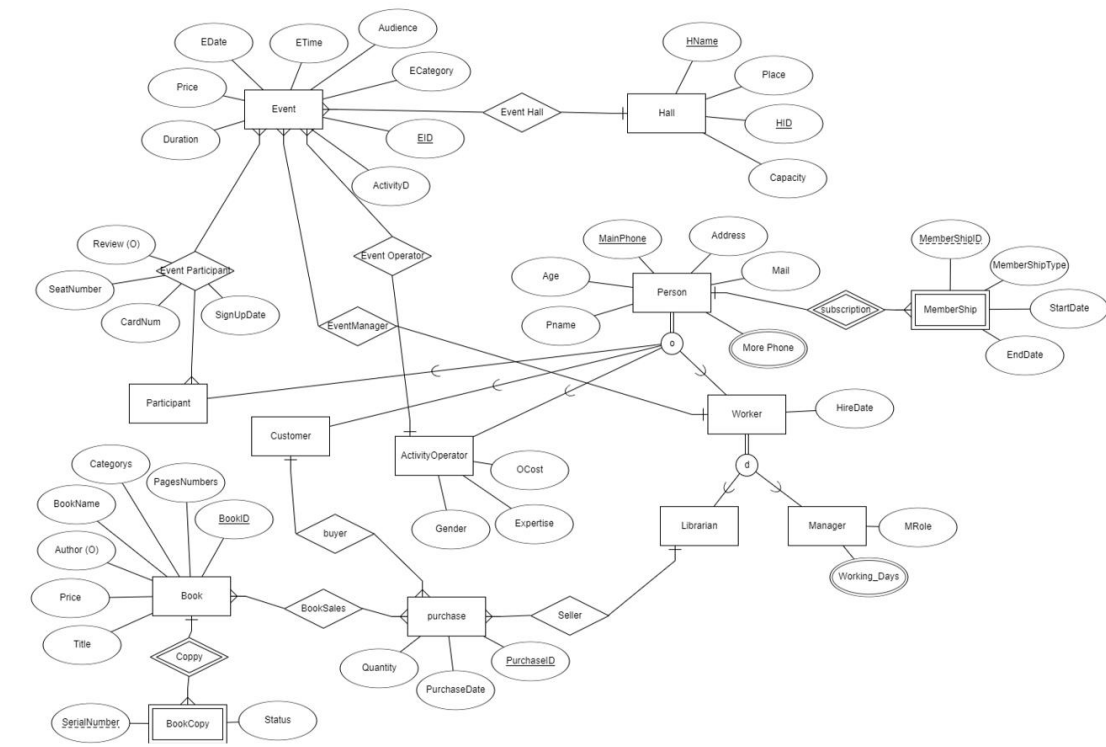 Audience
EDate
ETime
HName
ECategory
Place
Price
Event
Event Hall
Hall
HID
EID
Duration
Capacity
ActivityD
Address
MainPhone
MemberShipID
Review (O)
Event Operator
MemberShipType
Event Participant
Mail
Age
SeatNumber
Person
subscription
MemberShip
StartDate
CardNum
SignUpDate
EventManager
Pname
More Phone
EndDate
o
Participant
Worker
HireDate
Customer
ActivityOperator
Categorys
d
OCost
PagesNumbers
BookName
BookID
Gender
Expertise
Librarian
Manager
MRole
buyer
Author (O)
Working_Days
Price
Book
BookSales
purchase
Seller
Title
Coppy
Quantity
PurchaseID
PurchaseDate
SerialNumber
BookCopy
Status